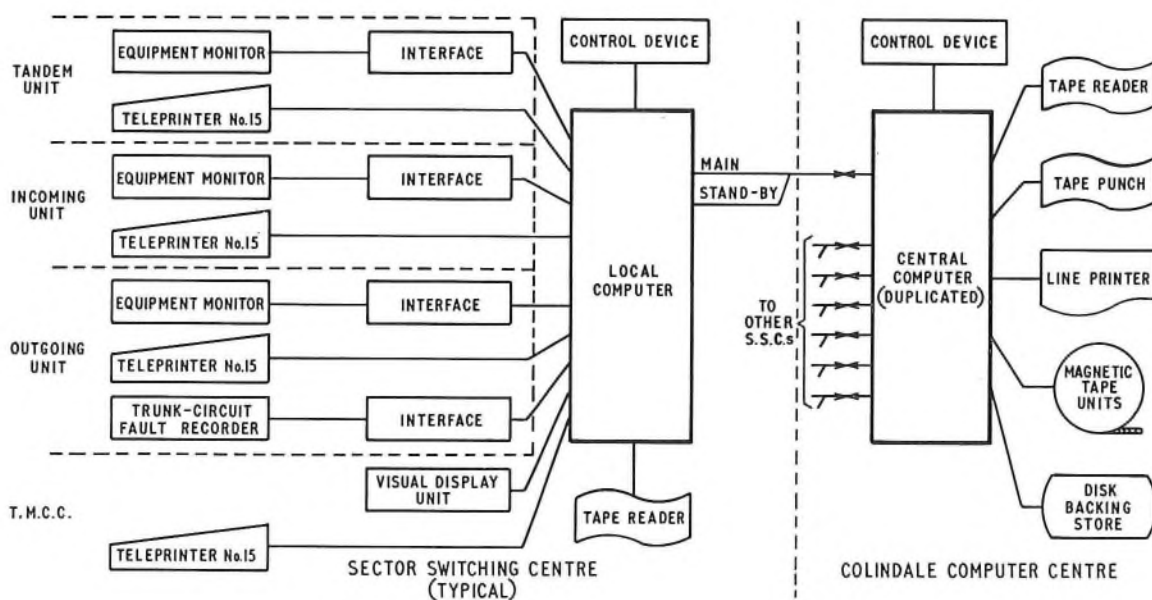 TANDEM
UNIT
EQUIPMENT MONITOR
INTERFACE
TELEPRINTER No.15
INCOMING
UNIT
EQUIPMENT MONITOR
INTERFACE
TELEPRINTER No.15
OUTGOING
UNIT
EQUIPMENT MONITOR
INTERFACE
TELEPRINTER No.15
TRUNK-CIRCUIT
FAULT RECORDER
INTERFACE
T.M.C.C.
VISUAL DISPLAY
UNIT
TELEPRINTER No.15
CONTROL DEVICE
LOCAL
COMPUTER
TAPE READER
MAIN
STAND-BY
TO
OTHER
S.S.C.s
CONTROL DEVICE
CENTRAL
COMPUTER
(DUPLICATED)
TAPE READER
TAPE PUNCH
LINE PRINTER
MAGNETIC
TAPE
UNITS
DISK
BACKING
STORE
SECTOR SWITCHING CENTRE
(TYPICAL)
COLINDALE COMPUTER CENTRE